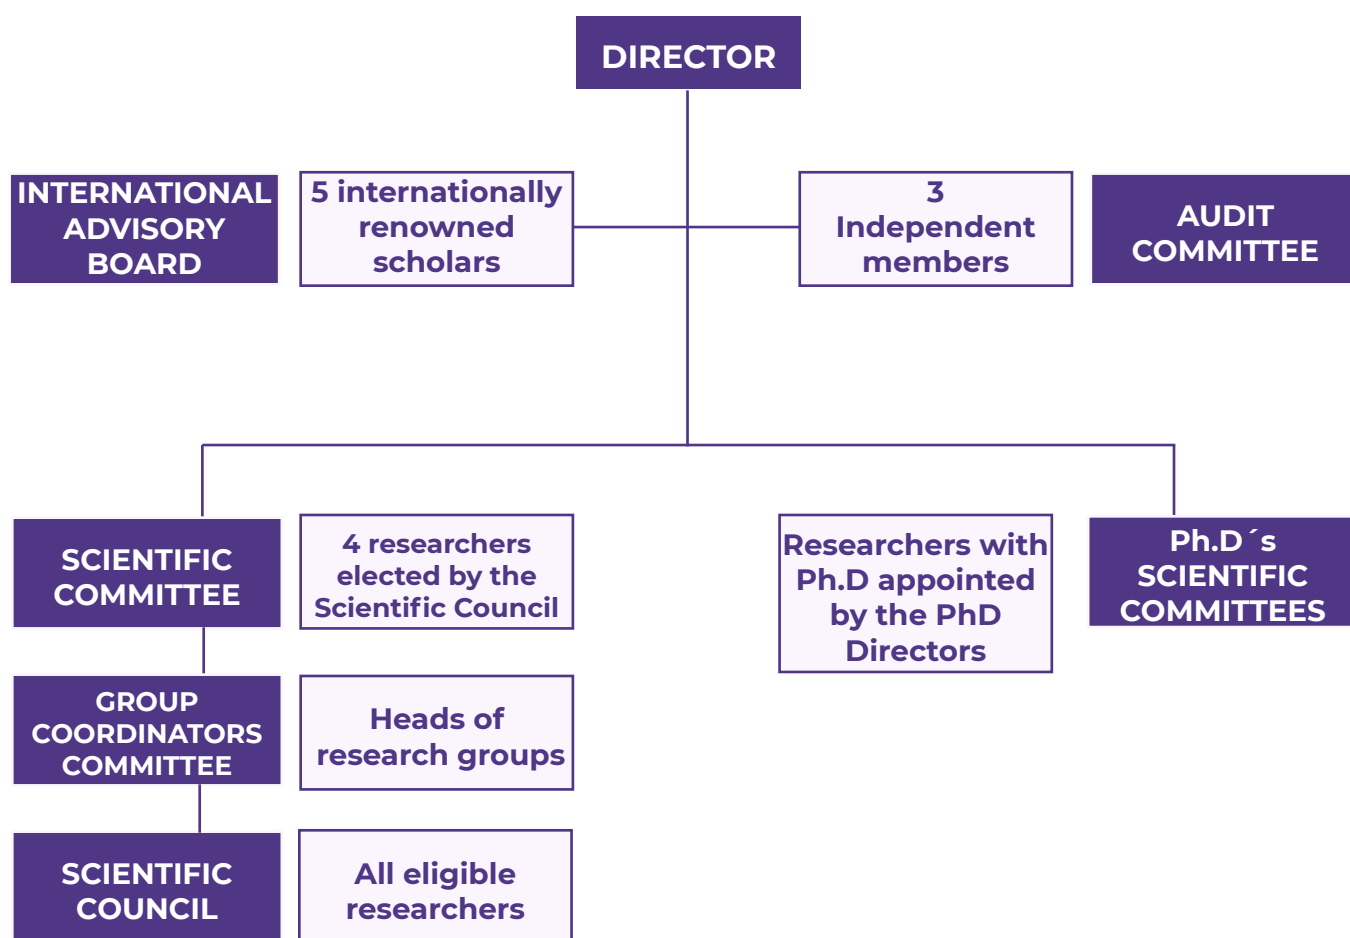 DIRECTOR
INTERNATIONAL
ADVISORY
BOARD
5 internationally
renowned
scholars
3
Independent
members
AUDIT
COMMITTEE
SCIENTIFIC
COMMITTEE
4 researchers
elected by the
Scientific Council
Researchers with
Ph.D appointed
by the PhD
Directors
Ph.D´s
SCIENTIFIC
COMMITTEES
GROUP
COORDINATORS
COMMITTEE
Heads of
research groups
SCIENTIFIC
COUNCIL
All eligible
researchers